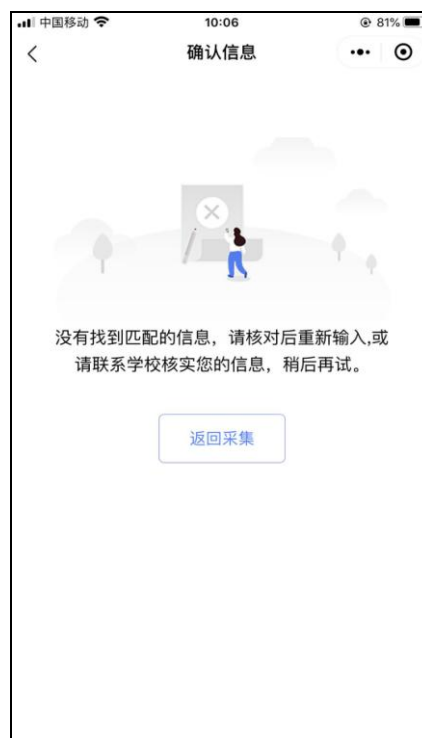 中国移动 10:06 81%
确认信息
没有找到匹配的信息，请核对后重新输入,或
请联系学校核实您的信息，稍后再试。
返回采集